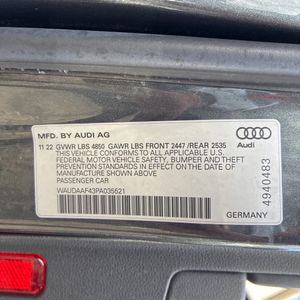 MFD. BY AUDI AG
11 22 GVWR LBS 4850 GAWR LBS FRONT 2447 /REAR 2535
THIS VEHICLE CONFORMS TO ALL APPLICABLE U.S.
FEDERAL MOTOR VEHICLE SAFETY, BUMPER AND THEFT
PREVENTION STANDARDS IN EFFECT ON THE DATE OF
MANUFACTURE SHOWN ABOVE
PASSENGER CAR
WAUDAAF43PA035521
Audi
4940483
GERMANY